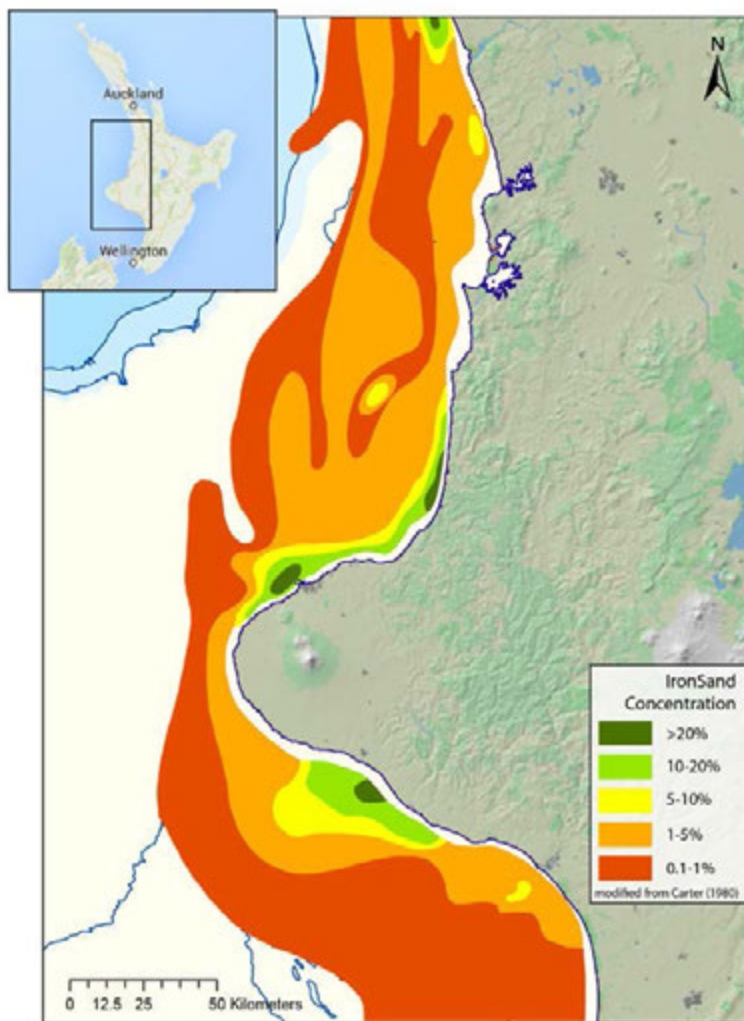 Auckland
Wellington
N
IronSand
Concentration
>20%
10-20%
5-10%
1-5%
0.1-1%
modified from Carter (1980)
0 12.5 25 50 Kilometers